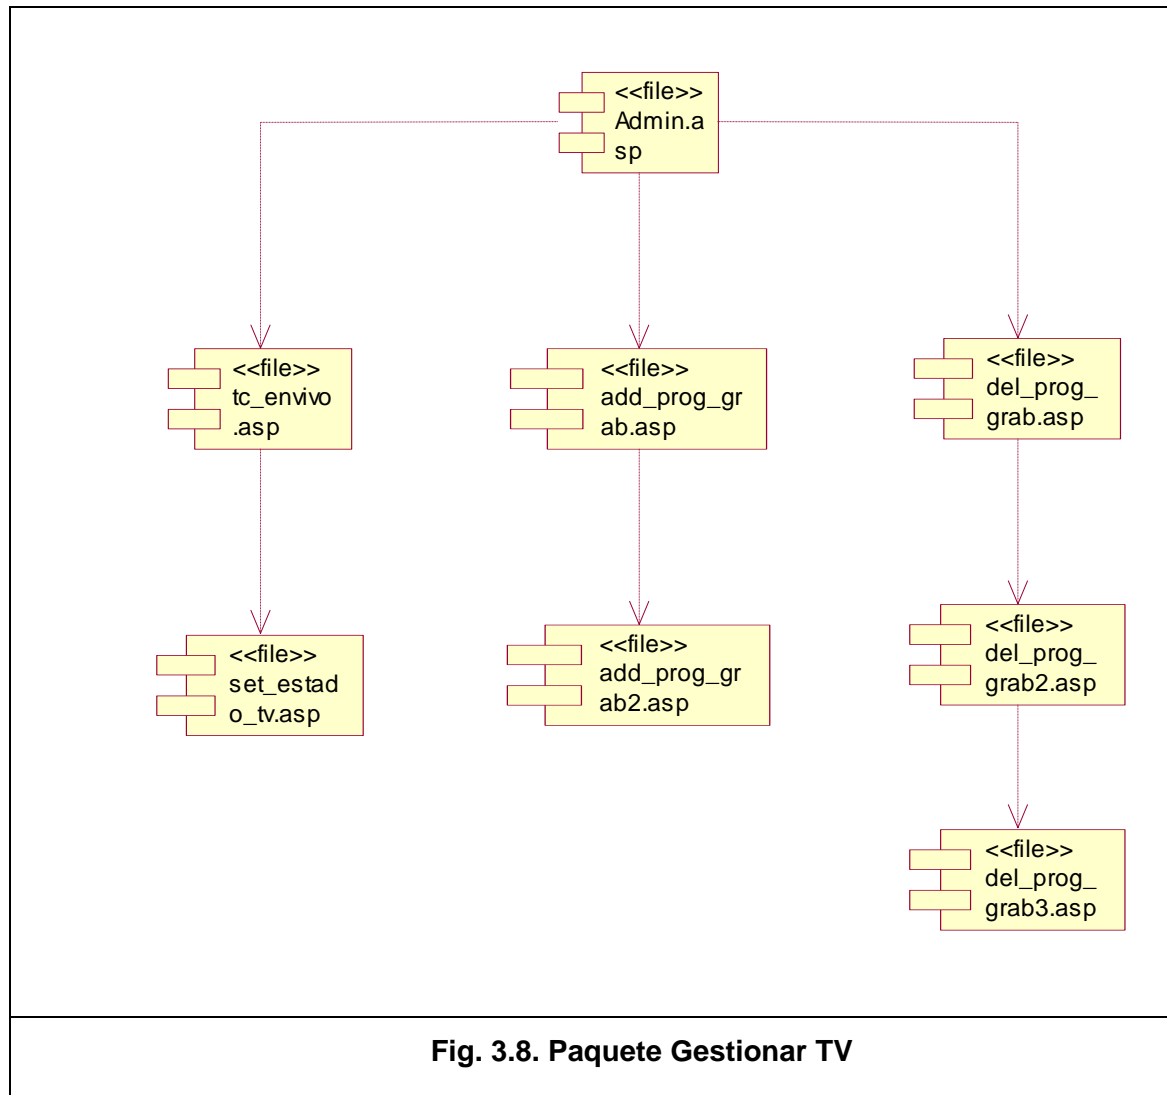 <<file>>
Admin.a
sp
<<file>>
tc_envivo
.asp
<<file>>
add_prog_gr
ab.asp
<<file>>
del_prog_
grab.asp
<<file>>
set_estad
o_tv.asp
<<file>>
add_prog_gr
ab2.asp
<<file>>
del_prog_
grab2.asp
<<file>>
del_prog_
grab3.asp
Fig. 3.8. Paquete Gestionar TV